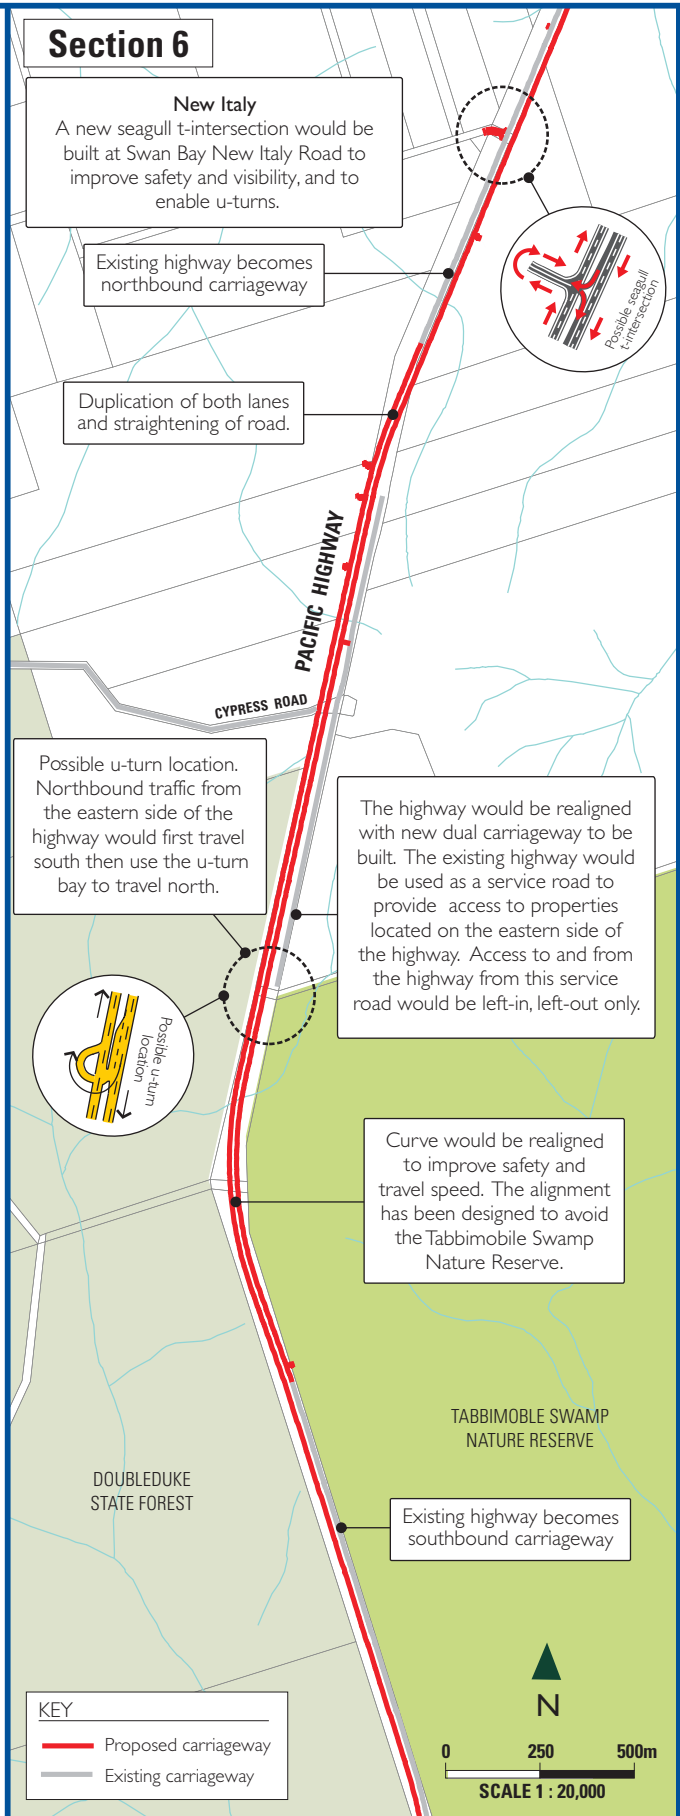 Section 6
New Italy
A new seagull t-intersection would be
built at Swan Bay New Italy Road to
improve safety and visibility, and to
enable u-turns.
Existing highway becomes
northbound carriageway
Possible seagull
t-intersection
Duplication of both lanes
and straightening of road.
PACIFIC HIGHWAY
CYPRESS ROAD
Possible u-turn location.
Northbound traffic from
the eastern side of the
highway would first travel
south then use the u-turn
bay to travel north.
The highway would be realigned
with new dual carriageway to be
built. The existing highway would
be used as a service road to
provide access to properties
located on the eastern side of
the highway. Access to and from
the highway from this service
road would be left-in, left-out only.
Possible u-turn
location
Curve would be realigned
to improve safety and
travel speed. The alignment
has been designed to avoid
the Tabbimobile Swamp
Nature Reserve.
TABBIMOBLE SWAMP
NATURE RESERVE
DOUBLEDUKE
STATE FOREST
Existing highway becomes
southbound carriageway
N
KEY
Proposed carriageway
Existing carriageway
0 250 500m
SCALE 1 : 20,000